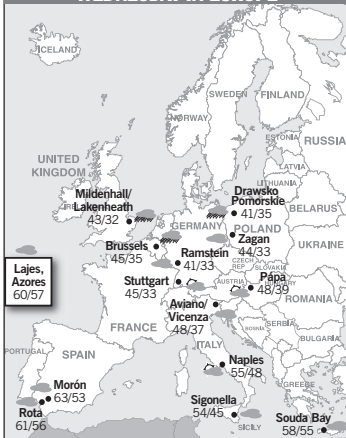 ICELAND
SWEDEN
FINLAND
NORWAY
ESTONIA
RUSSIA
LATVIA
UNITED
KINGDOM
LITHUANIA
Mildenhall/
Lakenheath
43/32
Drawsko
Pomorskie
41/35
BELARUS
GERMANY
POLAND
Zagan
44/33
Brussels
45/35
Ramstein
41/33
UKRAINE
CZECH
REP
SLOVAKIA
Lajes,
Azores
60/57
Stuttgart
45/33
AUSTRIA
Pápa
48/39
HUNGARY
ROMANIA
Aviano/
Vicenza
48/37
FRANCE
BOSNIA
SERBIA
BULGARIA
ITALY
PORTUGAL
SPAIN
Naples
55/48
GREECE
Morón
63/53
Sigonella
54/45
Rota
61/56
SICILY
Souda Bay
58/55